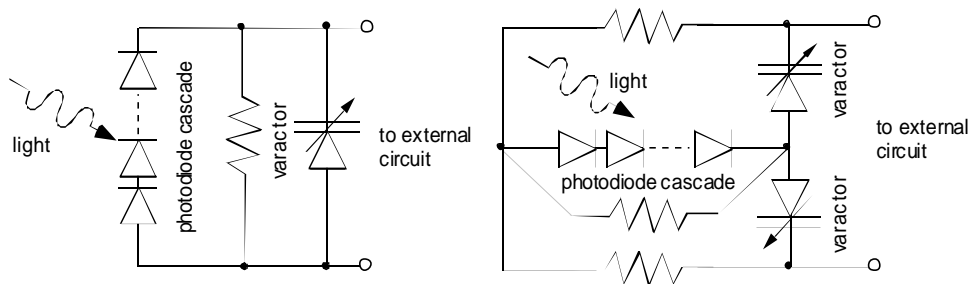 light
photodiode cascade
varactor
to external
circuit
light
photodiode cascade
varactor
varactor
to external
circuit